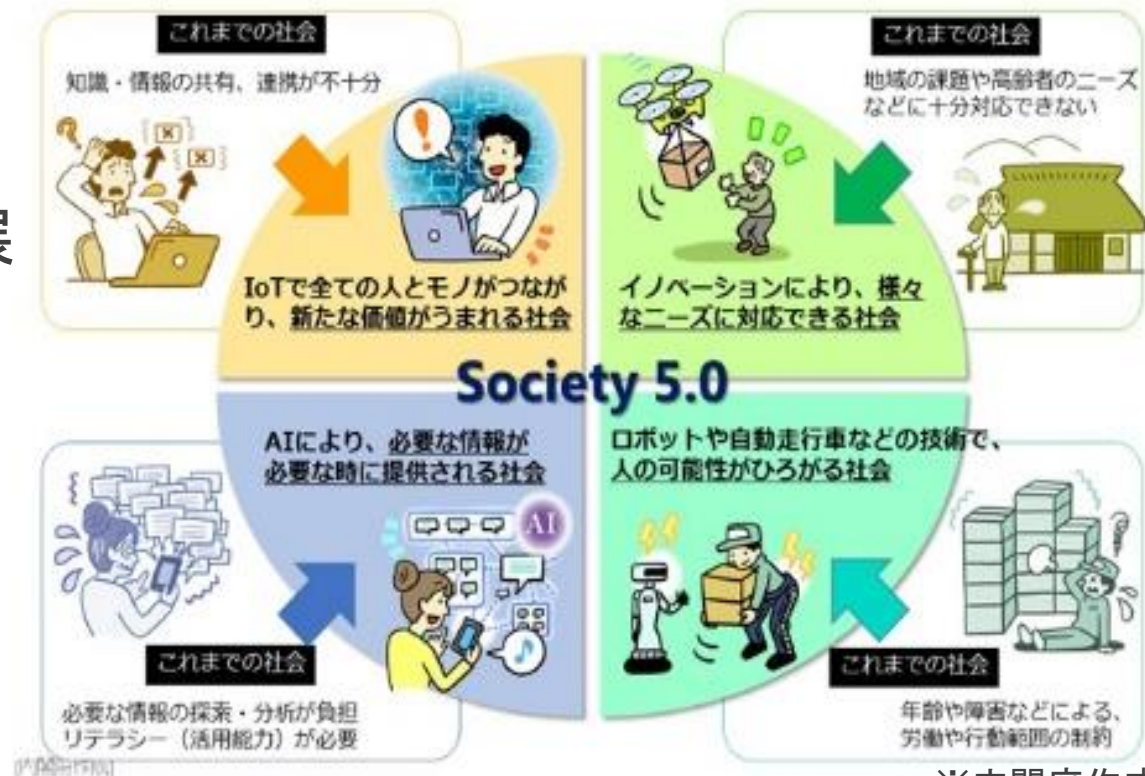 これまでの社会
知識・情報の共有、連携が不十分
IoTで全ての人とモノがつなが
り、新たな価値がうまれる社会
これまでの社会
地域の課題や高齢者のニーズ
などに十分対応できない
イノベーションにより、様々
なニーズに対応できる社会
Society 5.0
AIにより、必要な情報が
必要な時に提供される社会
AI
これまでの社会
必要な情報の探索・分析が負担
リテラシー（活用能力）が必要
ロボットや自動走行車などの技術で、
人の可能性がひろがる社会
これまでの社会
年齢や障害などによる、
労働や行動範囲の制約